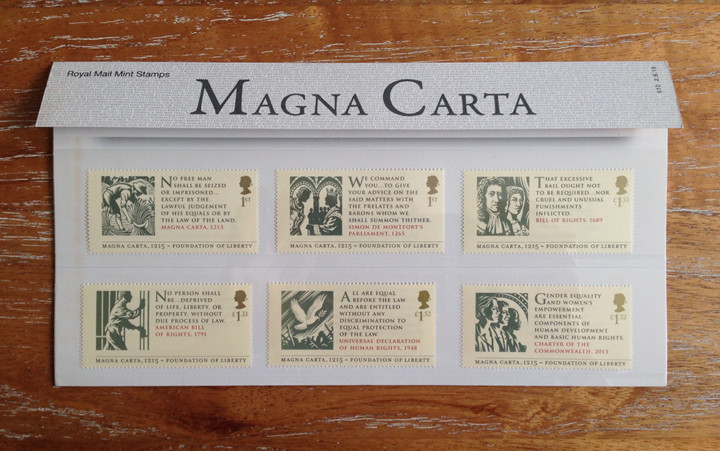 Royal Mail Mint Stamps
MAGNA CARTA
512 2.6.15
NO FREE MAN
SHALL BE SEIZED
OR IMPRISONED...
EXCEPT BY THE
LAWFUL JUDGEMENT
OF HIS EQUALS OR BY
THE LAW OF THE LAND.
MAGNA CARTA, 1215
1ST
MAGNA CARTA, 1215 – FOUNDATION OF LIBERTY
WE COMMAND
YOU...TO GIVE
YOUR ADVICE ON THE
SAID MATTERS WITH
THE PRELATES AND
BARONS WHOM WE
SHALL SUMMON THITHER.
SIMON DE MONTFORT'S
PARLIAMENT, 1265
1ST
MAGNA CARTA, 1215 – FOUNDATION OF LIBERTY
THAT EXCESSIVE
BAIL OUGHT NOT
TO BE REQUIRED...NOR
CRUEL AND UNUSUAL
PUNISHMENTS
INFLICTED.
BILL OF RIGHTS, 1689
£1.33
MAGNA CARTA, 1215 – FOUNDATION OF LIBERTY
NO PERSON SHALL
BE...DEPRIVED
OF LIFE, LIBERTY, OR
PROPERTY, WITHOUT
DUE PROCESS OF LAW.
AMERICAN BILL
OF RIGHTS, 1791
£1.33
MAGNA CARTA, 1215 – FOUNDATION OF LIBERTY
ALL ARE EQUAL
BEFORE THE LAW
AND ARE ENTITLED
WITHOUT ANY
DISCRIMINATION TO
EQUAL PROTECTION
OF THE LAW.
UNIVERSAL DECLARATION
OF HUMAN RIGHTS, 1948
£1.52
MAGNA CARTA, 1215 – FOUNDATION OF LIBERTY
GENDER EQUALITY
AND WOMEN'S
EMPOWERMENT
ARE ESSENTIAL
COMPONENTS OF
HUMAN DEVELOPMENT
AND BASIC HUMAN RIGHTS.
CHARTER OF THE
COMMONWEALTH, 2013
£1.52
MAGNA CARTA, 1215 – FOUNDATION OF LIBERTY